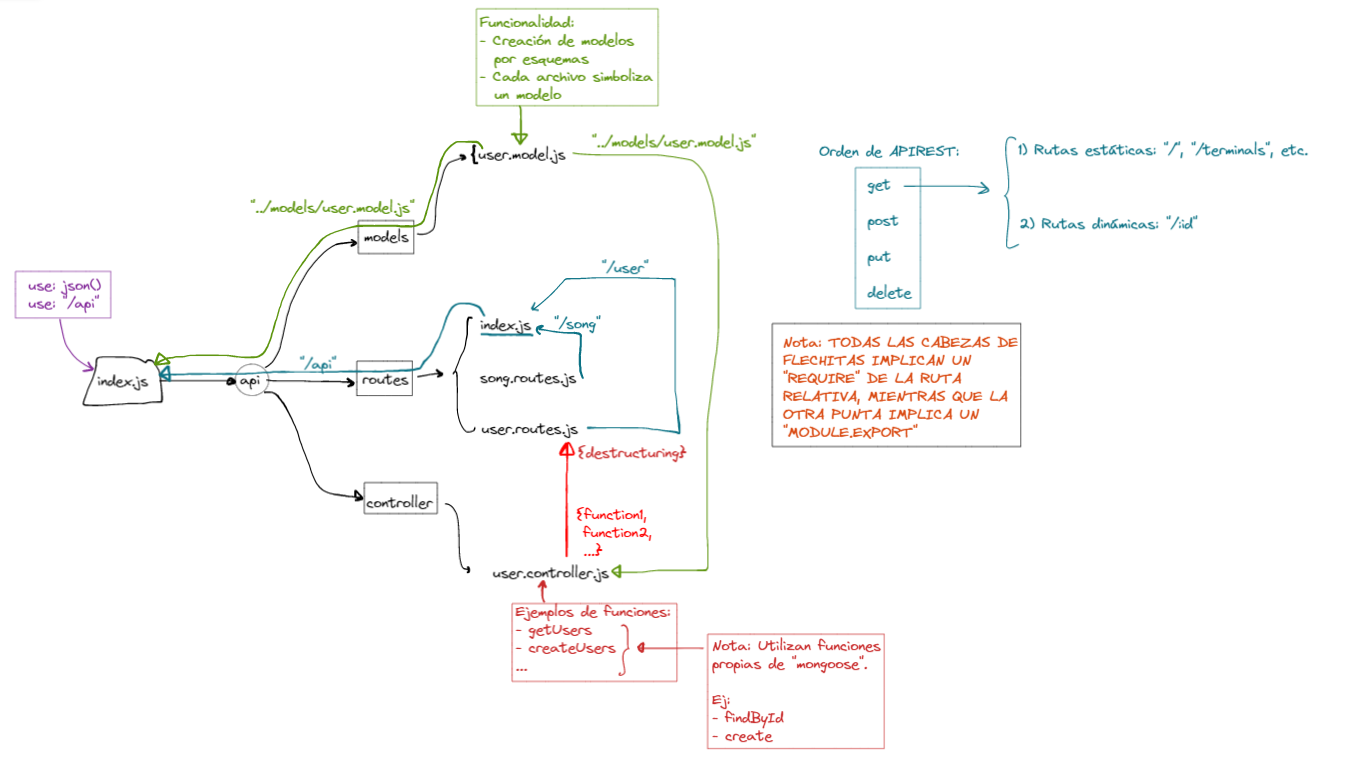 Funcionalidad:
- Creación de modelos
por esquemas
- Cada archivo simboliza
un modelo
{user.model.js
"../models/user.model.js"
"../models/user.model.js"
models
Orden de APIREST:
get
post
put
delete
1) Rutas estáticas: "/", "/terminals", etc.
2) Rutas dinámicas: "/:id"
use: json()
use: "/api"
index.js
api
"/api"
routes
"/user"
index.js
"/song"
song.routes.js
user.routes.js
Nota: TODAS LAS CABEZAS DE
FLECHITAS IMPLICAN UN
"REQUIRE" DE LA RUTA
RELATIVA, MIENTRAS QUE LA
OTRA PUNTA IMPLICA UN
"MODULE.EXPORT"
{destructuring}
controller
{function1,
function2,
...}
user.controller.js
Ejemplos de funciones:
- getUsers
- createUsers
...
Nota: Utilizan funciones
propias de "mongoose".
Ej:
- findById
- create